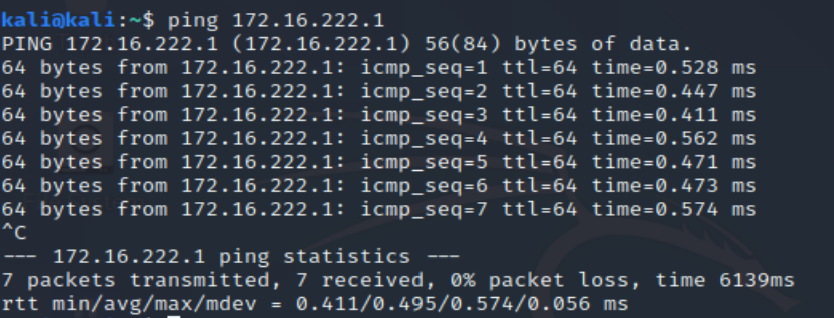 kali@kali:~$ ping 172.16.222.1
PING 172.16.222.1 (172.16.222.1) 56(84) bytes of data.
64 bytes from 172.16.222.1: icmp_seq=1 ttl=64 time=0.528 ms
64 bytes from 172.16.222.1: icmp_seq=2 ttl=64 time=0.447 ms
64 bytes from 172.16.222.1: icmp_seq=3 ttl=64 time=0.411 ms
64 bytes from 172.16.222.1: icmp_seq=4 ttl=64 time=0.562 ms
64 bytes from 172.16.222.1: icmp_seq=5 ttl=64 time=0.471 ms
64 bytes from 172.16.222.1: icmp_seq=6 ttl=64 time=0.473 ms
64 bytes from 172.16.222.1: icmp_seq=7 ttl=64 time=0.574 ms
^C
--- 172.16.222.1 ping statistics ---
7 packets transmitted, 7 received, 0% packet loss, time 6139ms
rtt min/avg/max/mdev = 0.411/0.495/0.574/0.056 ms